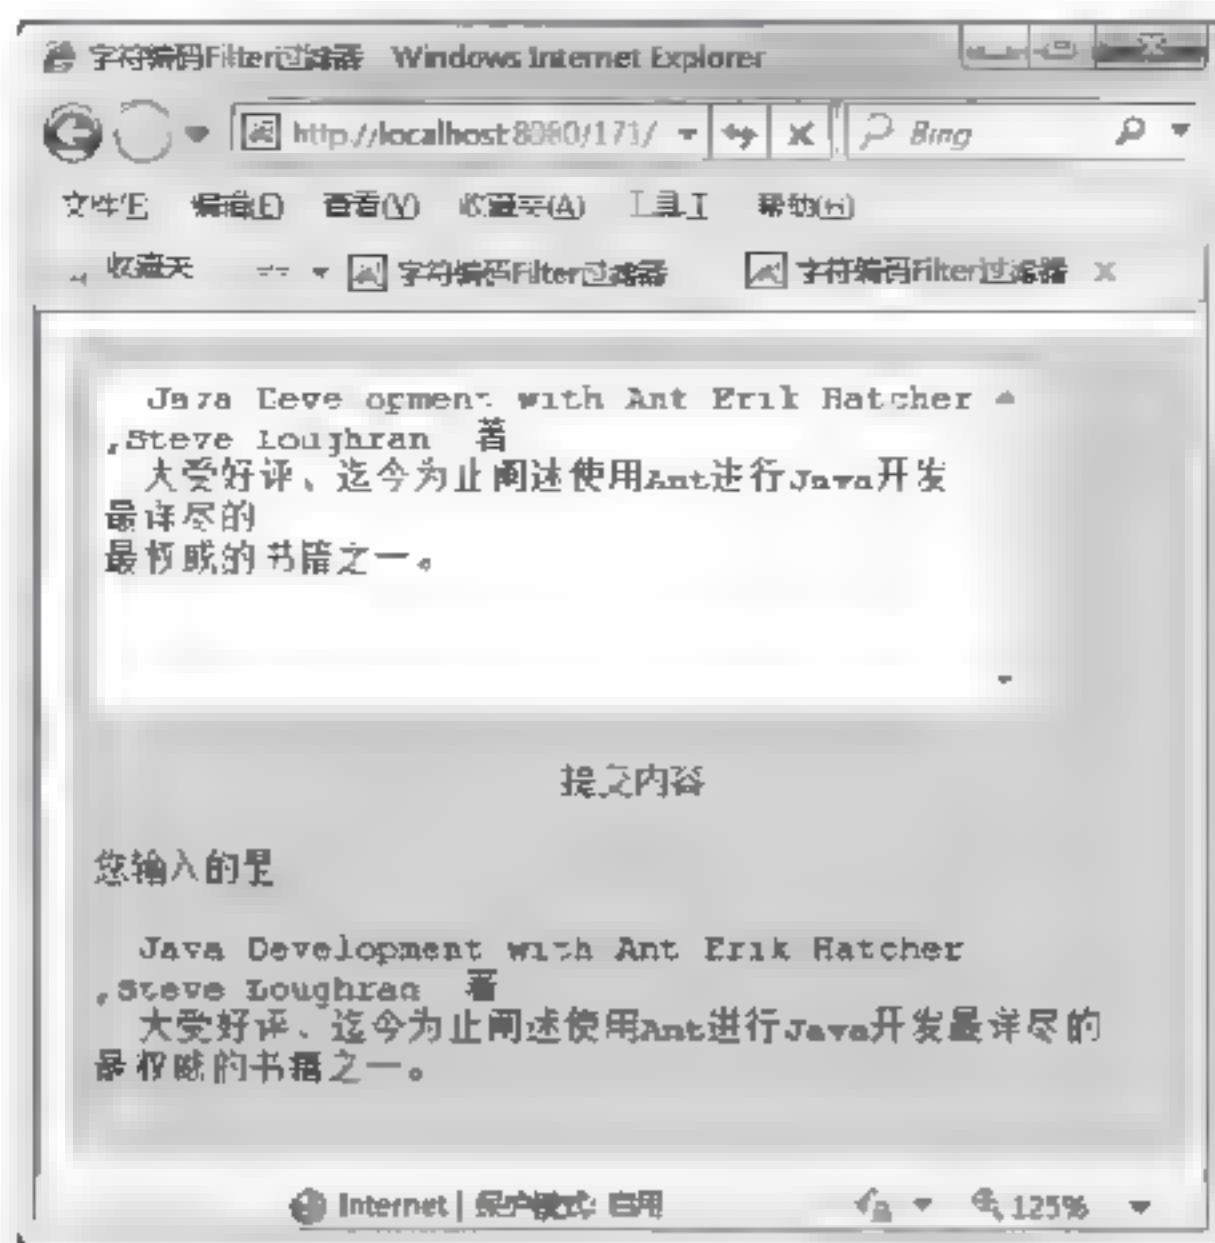 字符编码Filter过滤器 Windows Internet Explorer
http://localhost:8080/171/ Bing
文件(E) 编辑(E) 查看(V) 收藏夹(A) 工具(T) 帮助(H)
收藏夹 字符编码Filter过滤器 字符编码Filter过滤器 x
Java Development with Ant Erik Hatcher
,Steve Loughran 著
大受好评、迄今为止阐述使用Ant进行Java开发
最详尽的
最权威的书籍之一。
提交内容
您输入的是
Java Development with Ant Erik Hatcher
,Steve Loughran 著
大受好评、迄今为止阐述使用Ant进行Java开发最详尽的
最权威的书籍之一。
Internet | 保护模式: 启用 125%